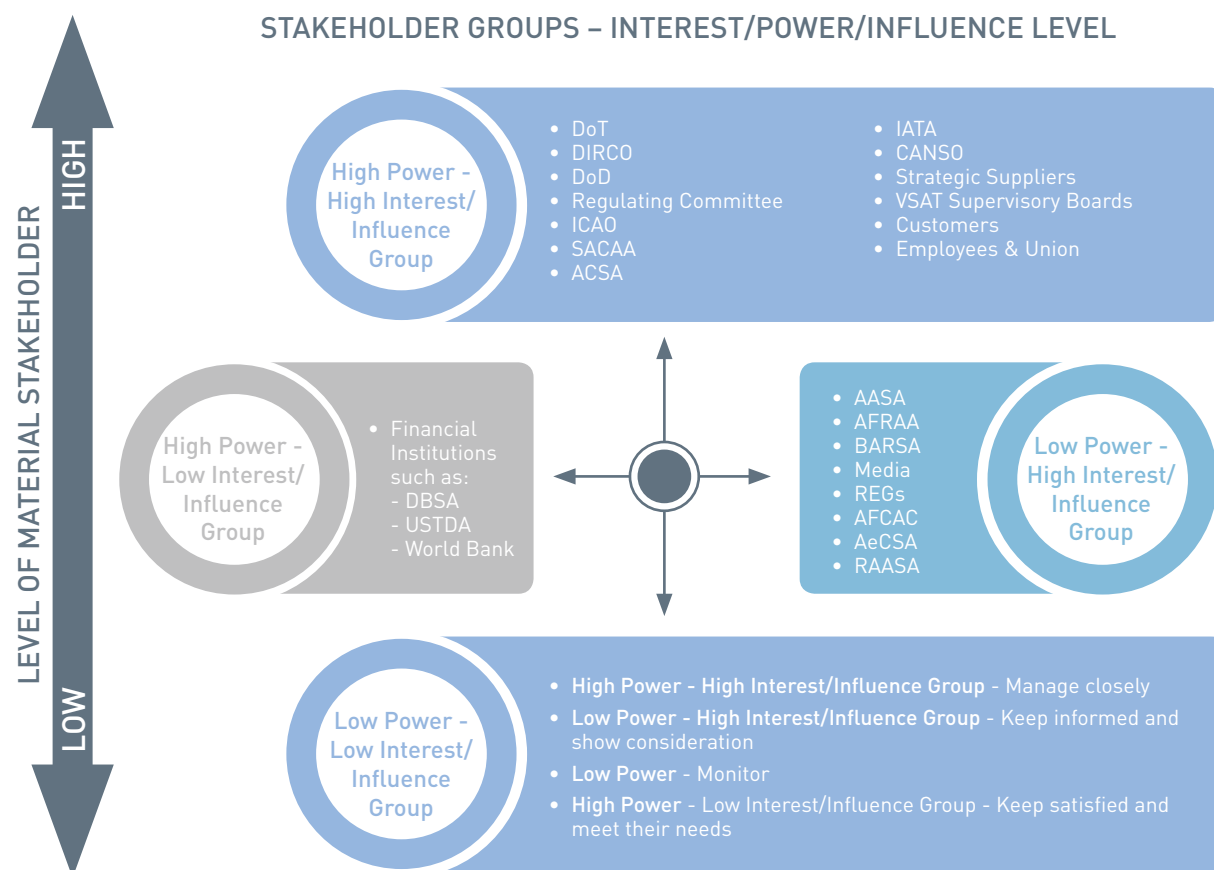 STAKEHOLDER GROUPS – INTEREST/POWER/INFLUENCE LEVEL
LEVEL OF MATERIAL STAKEHOLDER
HIGH
LOW
High Power -
High Interest/
Influence
Group
• DoT
• DIRCO
• DoD
• Regulating Committee
• ICAO
• SACAA
• ACSA
• IATA
• CANSO
• Strategic Suppliers
• VSAT Supervisory Boards
• Customers
• Employees & Union
High Power -
Low Interest/
Influence
Group
• Financial
Institutions
such as:
- DBSA
- USTDA
- World Bank
• AASA
• AFRAA
• BARSA
• Media
• REGs
• AFCAC
• AeCSA
• RAASA
Low Power -
High Interest/
Influence
Group
Low Power -
Low Interest/
Influence
Group
• High Power - High Interest/Influence Group - Manage closely
• Low Power - High Interest/Influence Group - Keep informed and
show consideration
• Low Power - Monitor
• High Power - Low Interest/Influence Group - Keep satisfied and
meet their needs